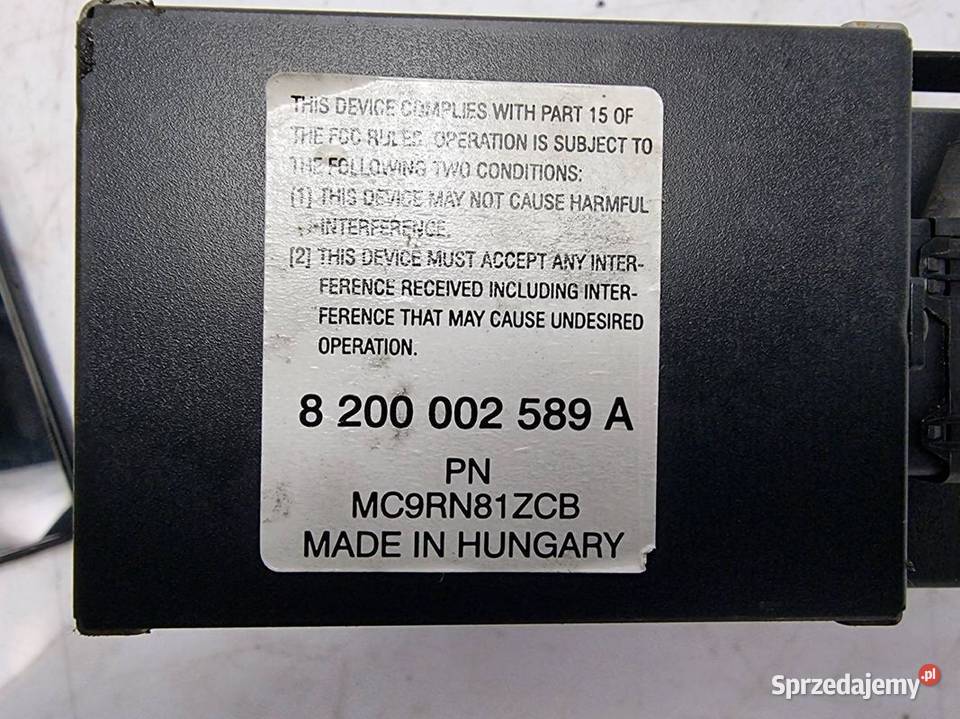 THIS DEVICE COMPLIES WITH PART 15 OF
THE FCC RULES. OPERATION IS SUBJECT TO
THE FOLLOWING TWO CONDITIONS:
[1] THIS DEVICE MAY NOT CAUSE HARMFUL
INTERFERENCE.
[2] THIS DEVICE MUST ACCEPT ANY INTER-
FERENCE RECEIVED INCLUDING INTER-
FERENCE THAT MAY CAUSE UNDESIRED
OPERATION.
8 200 002 589 A
PN
MC9RN81ZCB
MADE IN HUNGARY
Sprzedajemy.pl